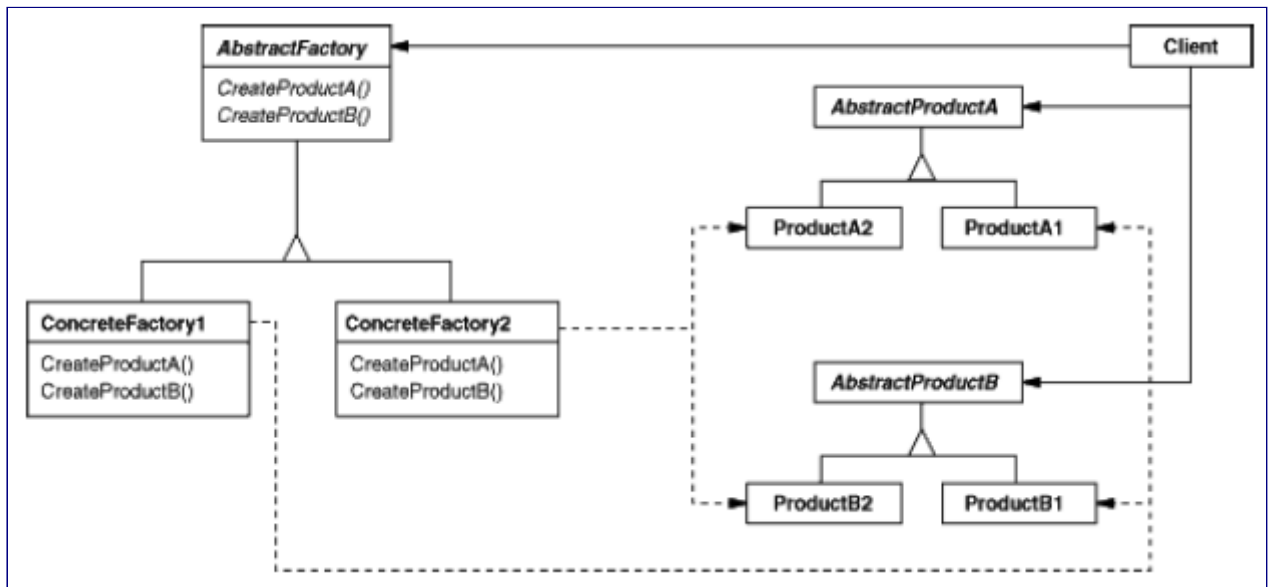 AbstractFactory
CreateProductA()
CreateProductB()
Client
AbstractProductA
ProductA2
ProductA1
ConcreteFactory1
CreateProductA()
CreateProductB()
ConcreteFactory2
CreateProductA()
CreateProductB()
AbstractProductB
ProductB2
ProductB1